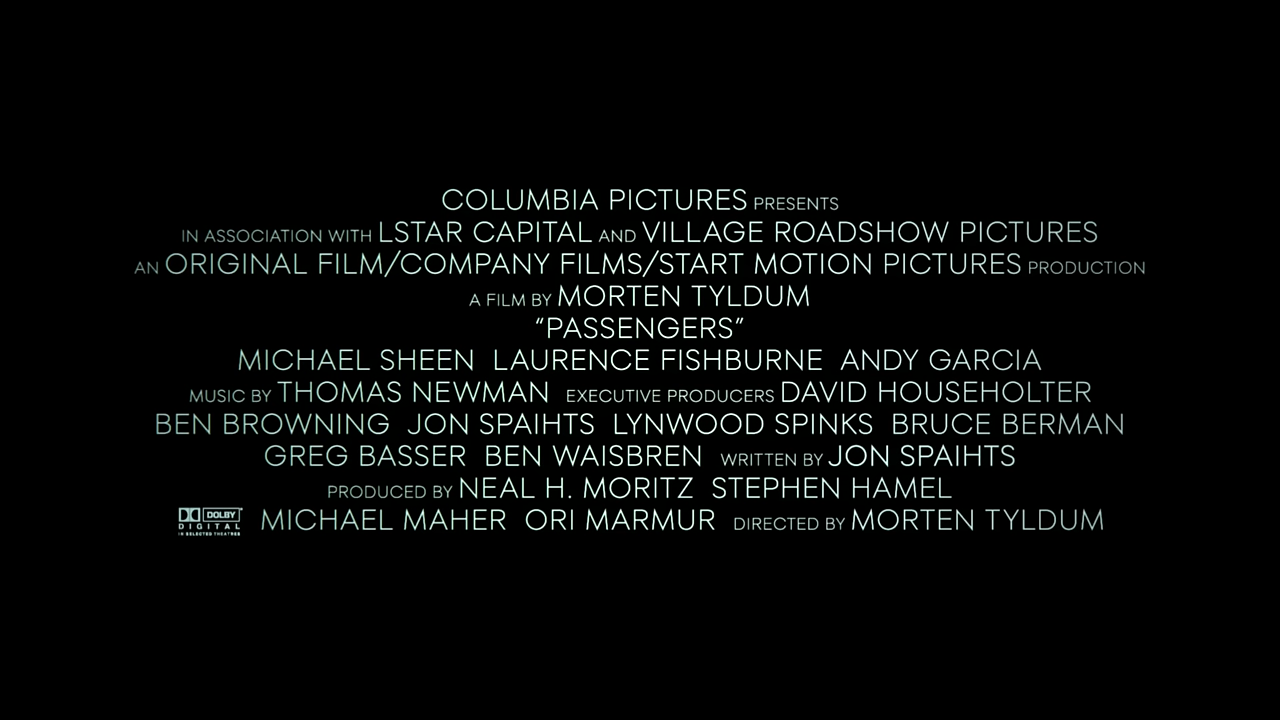 COLUMBIA PICTURES PRESENTS
IN ASSOCIATION WITH LSTAR CAPITAL AND VILLAGE ROADSHOW PICTURES
AN ORIGINAL FILM/COMPANY FILMS/START MOTION PICTURES PRODUCTION
A FILM BY MORTEN TYLDUM
“PASSENGERS”
MICHAEL SHEEN LAURENCE FISHBURNE ANDY GARCIA
MUSIC BY THOMAS NEWMAN EXECUTIVE PRODUCERS DAVID HOUSEHOLTER
BEN BROWNING JON SPAIHTS LYNWOOD SPINKS BRUCE BERMAN
GREG BASSER BEN WAISBREN WRITTEN BY JON SPAIHTS
PRODUCED BY NEAL H. MORITZ STEPHEN HAMEL
DOLBY DIGITAL IN SELECTED THEATRES MICHAEL MAHER ORI MARMUR DIRECTED BY MORTEN TYLDUM